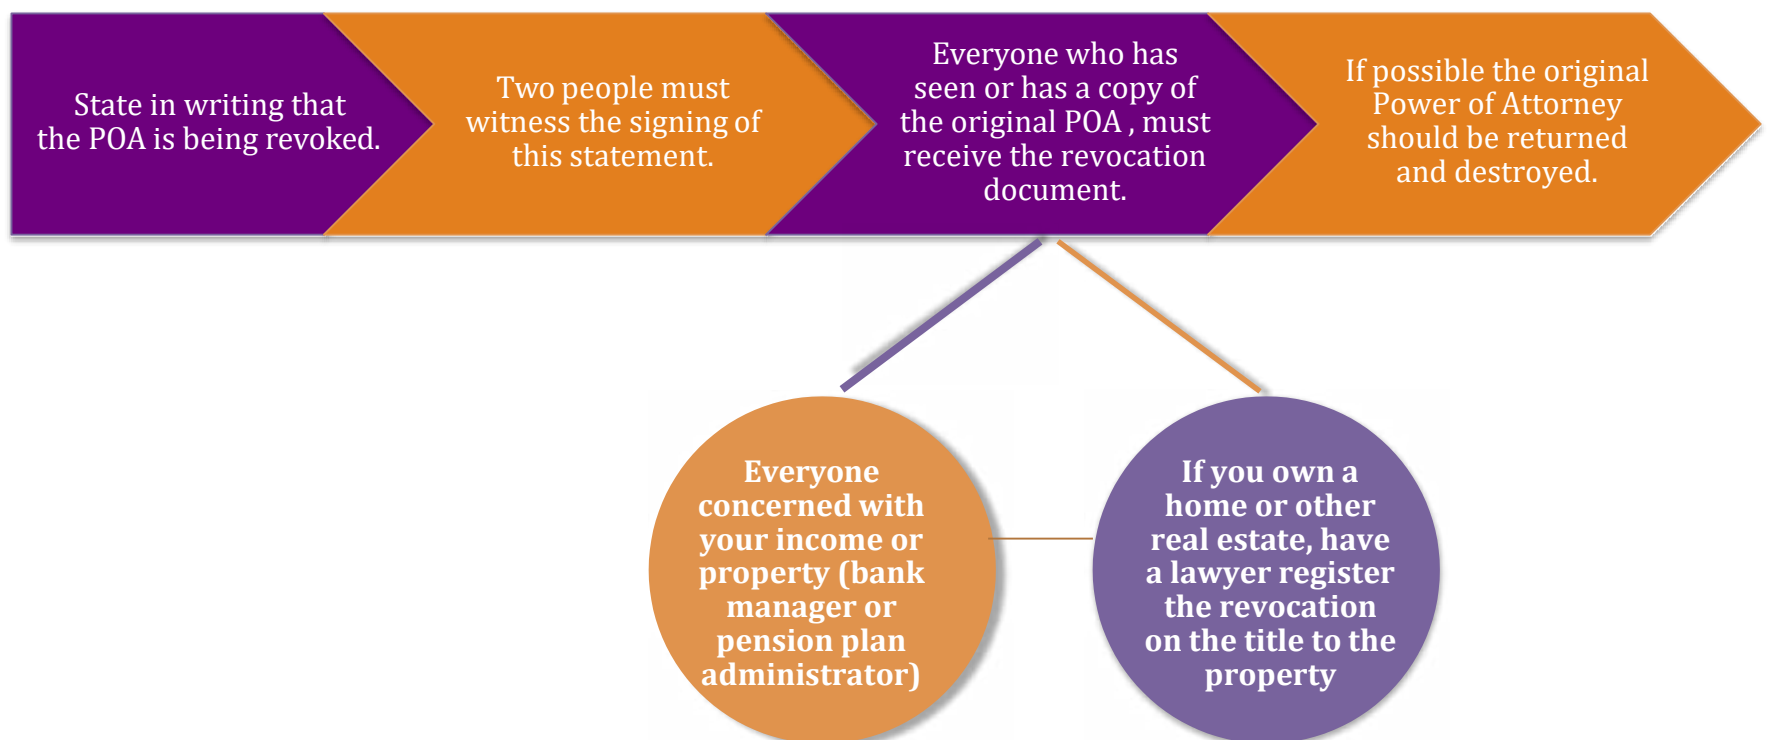 State in writing that
the POA is being revoked.
Two people must
witness the signing of
this statement.
Everyone who has
seen or has a copy of
the original POA , must
receive the revocation
document.
If possible the original
Power of Attorney
should be returned
and destroyed.
Everyone
concerned with
your income or
property (bank
manager or
pension plan
administrator)
If you own a
home or other
real estate, have
a lawyer register
the revocation
on the title to the
property